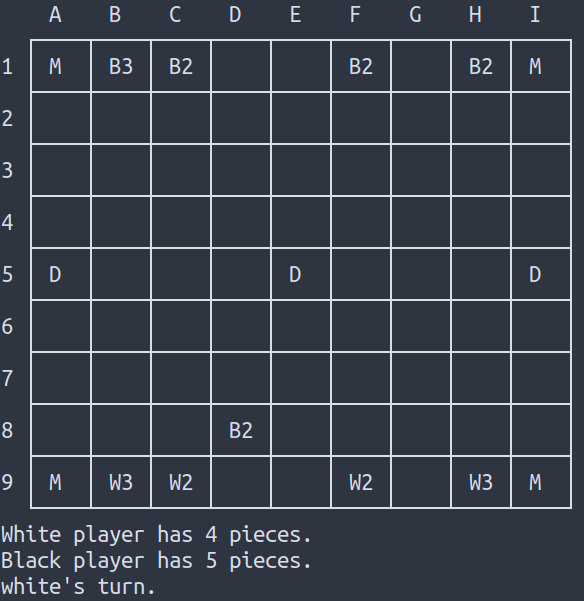 A B C D E F G H I
1 M B3 B2 B2 B2 M
2
3
4
5 D D D
6
7
8 B2
9 M W3 W2 W2 W3 M
White player has 4 pieces.
Black player has 5 pieces.
white's turn.